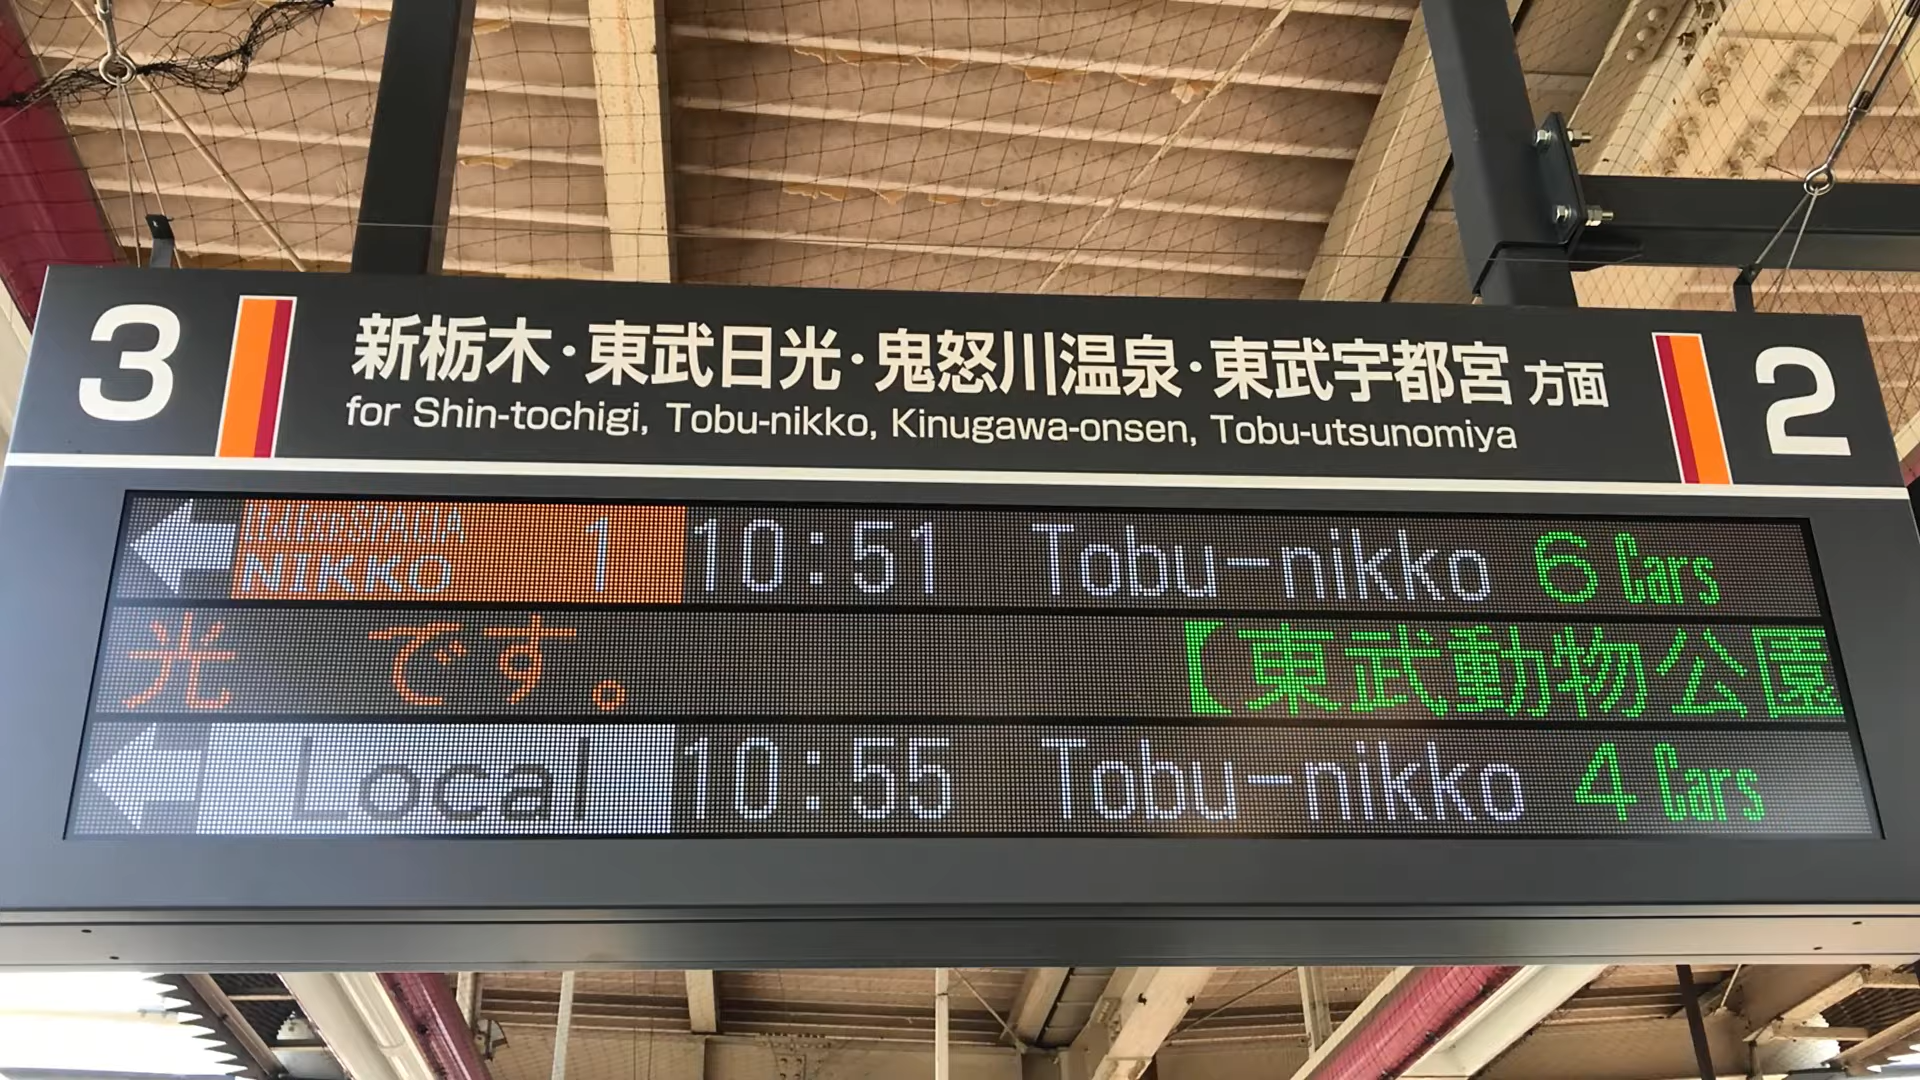 3 新栃木・東武日光・鬼怒川温泉・東武宇都宮 方面 2
for Shin-tochigi, Tobu-nikko, Kinugawa-onsen, Tobu-utsunomiya
ltdExpSPACIA
NIKKO 1 10:51 Tobu-nikko 6 Cars
光 です。 【東武動物公園
Local 10:55 Tobu-nikko 4 Cars